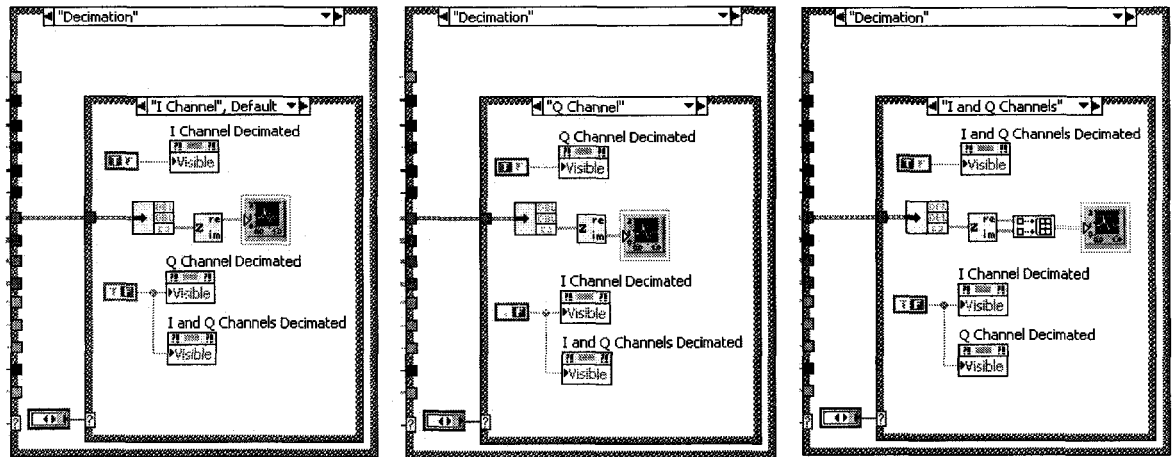 "Decimation"
"I Channel", Default
I Channel Decimated
Visible
re
z
im
Q Channel Decimated
Visible
I and Q Channels Decimated
Visible
?
?
"Decimation"
"Q Channel"
Q Channel Decimated
Visible
re
z
im
I Channel Decimated
Visible
I and Q Channels Decimated
Visible
?
?
"Decimation"
"I and Q Channels"
I and Q Channels Decimated
Visible
re
z
im
I Channel Decimated
Visible
Q Channel Decimated
Visible
?
?